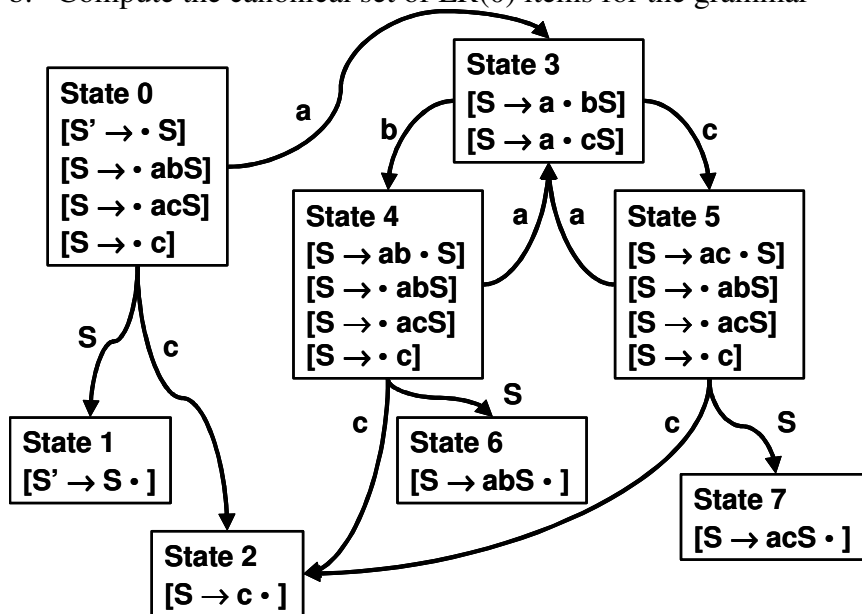 Compute the canonical set of LR(0) items for the grammar
State 0
[S' → • S]
[S → • abS]
[S → • acS]
[S → • c]
a
State 3
[S → a • bS]
[S → a • cS]
b
c
State 4
[S → ab • S]
[S → • abS]
[S → • acS]
[S → • c]
a
a
State 5
[S → ac • S]
[S → • abS]
[S → • acS]
[S → • c]
S
c
State 1
[S' → S • ]
c
S
State 6
[S → abS • ]
c
S
State 7
[S → acS • ]
State 2
[S → c • ]